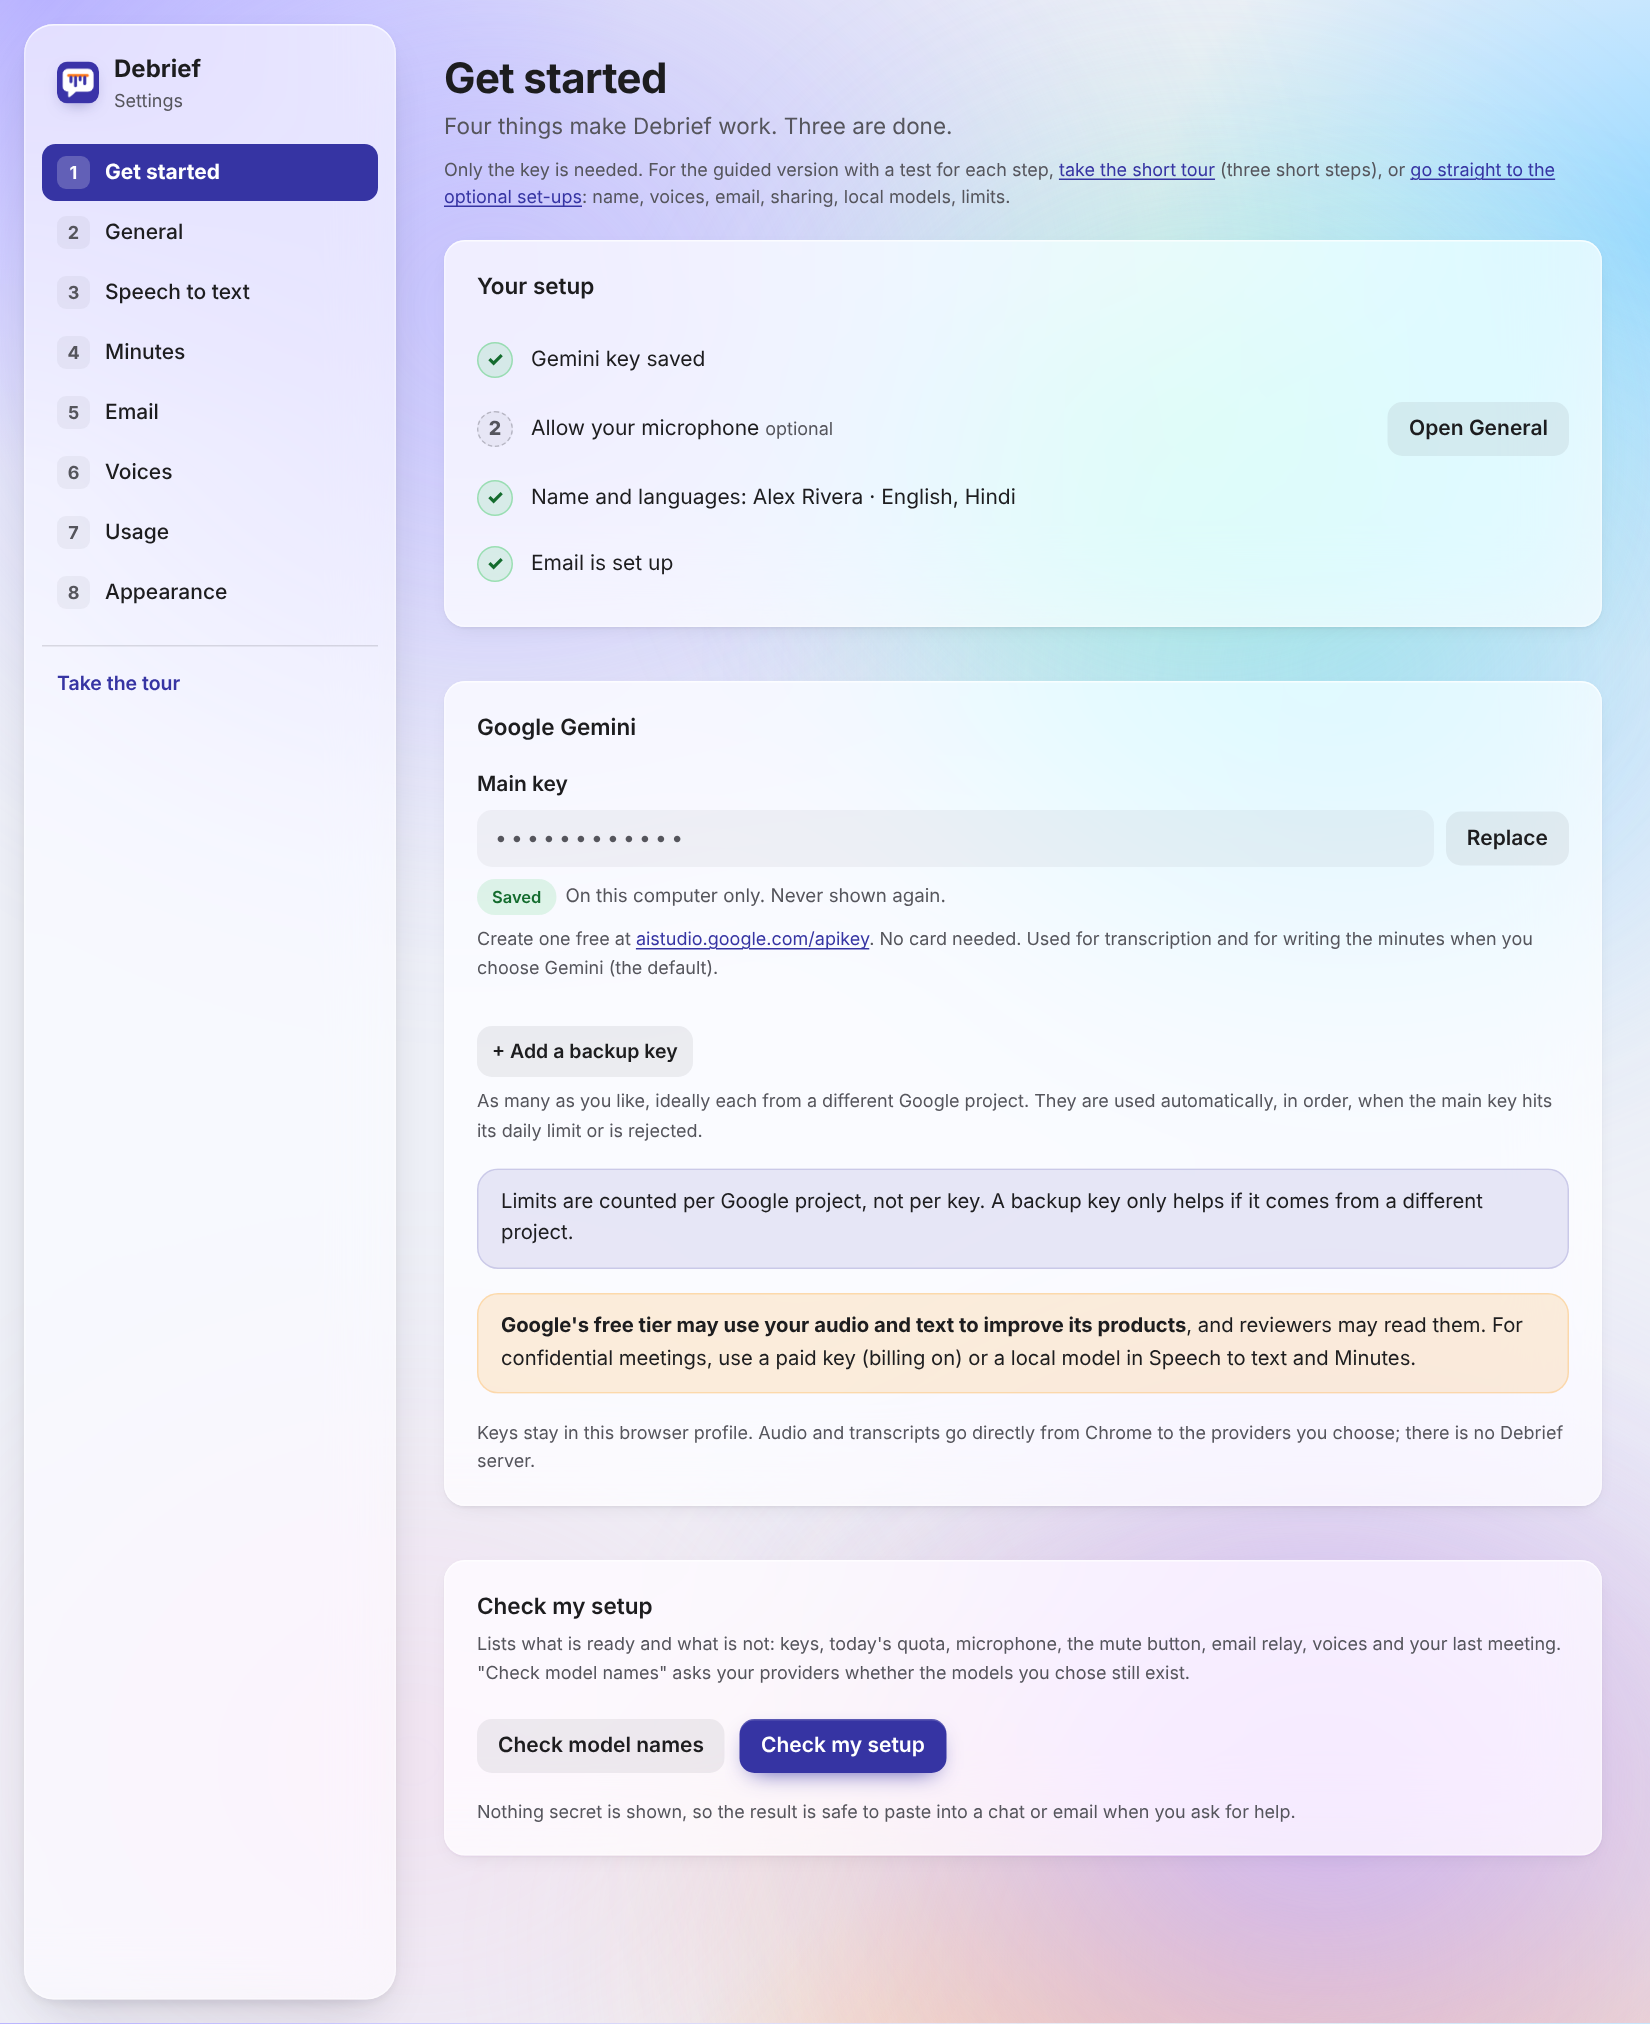 Debrief
Settings
1 Get started
2 General
3 Speech to text
4 Minutes
5 Email
6 Voices
7 Usage
8 Appearance
Take the tour
Get started
Four things make Debrief work. Three are done.
Only the key is needed. For the guided version with a test for each step, take the short tour (three short steps), or go straight to the
optional set-ups: name, voices, email, sharing, local models, limits.
Your setup
Gemini key saved
2 Allow your microphone optional
Open General
Name and languages: Alex Rivera · English, Hindi
Email is set up
Google Gemini
Main key
••••••••••••
Replace
Saved On this computer only. Never shown again.
Create one free at aistudio.google.com/apikey. No card needed. Used for transcription and for writing the minutes when you
choose Gemini (the default).
+ Add a backup key
As many as you like, ideally each from a different Google project. They are used automatically, in order, when the main key hits
its daily limit or is rejected.
Limits are counted per Google project, not per key. A backup key only helps if it comes from a different
project.
Google's free tier may use your audio and text to improve its products, and reviewers may read them. For
confidential meetings, use a paid key (billing on) or a local model in Speech to text and Minutes.
Keys stay in this browser profile. Audio and transcripts go directly from Chrome to the providers you choose; there is no Debrief
server.
Check my setup
Lists what is ready and what is not: keys, today's quota, microphone, the mute button, email relay, voices and your last meeting.
"Check model names" asks your providers whether the models you chose still exist.
Check model names
Check my setup
Nothing secret is shown, so the result is safe to paste into a chat or email when you ask for help.